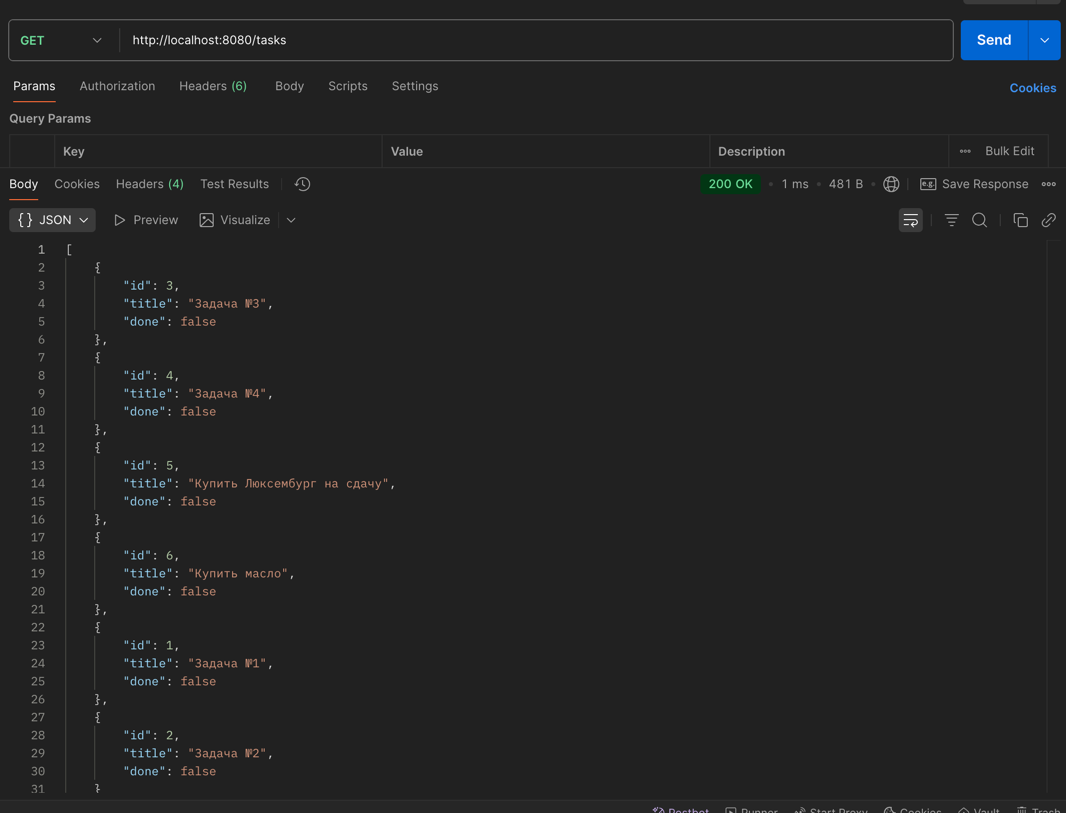 GET http://localhost:8080/tasks Send
Params Authorization Headers (6) Body Scripts Settings Cookies
Query Params
Key Value Description Bulk Edit
Body Cookies Headers (4) Test Results 200 OK • 1 ms • 481 B • e.g. Save Response
{} JSON Preview Visualize
1 [
2 {
3 "id": 3,
4 "title": "Задача №3",
5 "done": false
6 },
7 {
8 "id": 4,
9 "title": "Задача №4",
10 "done": false
11 },
12 {
13 "id": 5,
14 "title": "Купить Люксембург на сдачу",
15 "done": false
16 },
17 {
18 "id": 6,
19 "title": "Купить масло",
20 "done": false
21 },
22 {
23 "id": 1,
24 "title": "Задача №1",
25 "done": false
26 },
27 {
28 "id": 2,
29 "title": "Задача №2",
30 "done": false
31 }
Postbot Runner Start Proxy Cookies Vault Trash